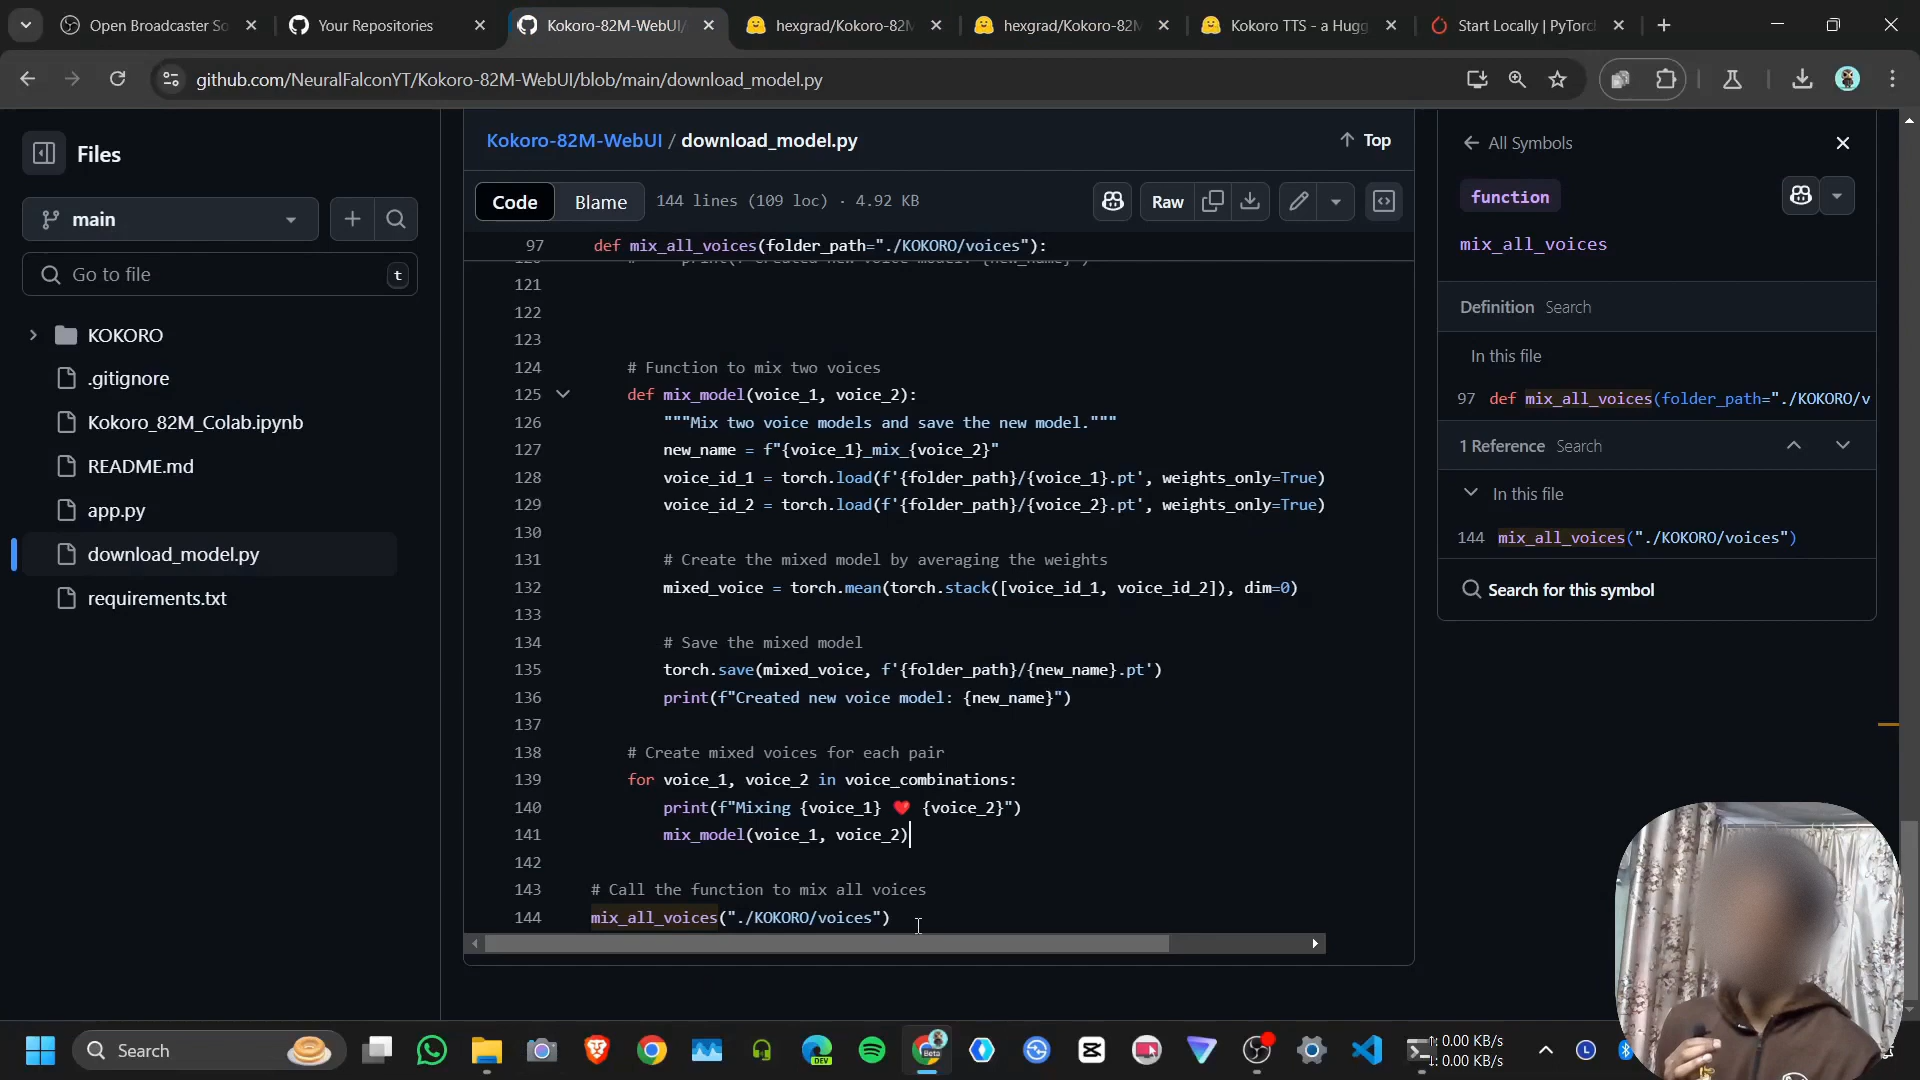 Open Broadcaster So
Your Repositories
Kokoro-82M-WebUI/
hexgrad/Kokoro-82M
hexgrad/Kokoro-82M
Kokoro TTS - a Hugg
Start Locally | PyTorch
github.com/NeuralFalconYT/Kokoro-82M-WebUI/blob/main/download_model.py
Files
main
Go to file
t
KOKORO
.gitignore
Kokoro_82M_Colab.ipynb
README.md
app.py
download_model.py
requirements.txt
Kokoro-82M-WebUI / download_model.py
Top
Code
Blame
144 lines (109 loc) · 4.92 KB
Raw
97 def mix_all_voices(folder_path="./KOKORO/voices"):
121
122
123
124 # Function to mix two voices
125 def mix_model(voice_1, voice_2):
126 """Mix two voice models and save the new model."""
127 new_name = f"{voice_1}_mix_{voice_2}"
128 voice_id_1 = torch.load(f'{folder_path}/{voice_1}.pt', weights_only=True)
129 voice_id_2 = torch.load(f'{folder_path}/{voice_2}.pt', weights_only=True)
130
131 # Create the mixed model by averaging the weights
132 mixed_voice = torch.mean(torch.stack([voice_id_1, voice_id_2]), dim=0)
133
134 # Save the mixed model
135 torch.save(mixed_voice, f'{folder_path}/{new_name}.pt')
136 print(f"Created new voice model: {new_name}")
137
138 # Create mixed voices for each pair
139 for voice_1, voice_2 in voice_combinations:
140 print(f"Mixing {voice_1} ❤️ {voice_2}")
141 mix_model(voice_1, voice_2)
142
143 # Call the function to mix all voices
144 mix_all_voices("./KOKORO/voices")
All Symbols
function
mix_all_voices
Definition Search
In this file
97 def mix_all_voices(folder_path="./KOKORO/v
1 Reference Search
In this file
144 mix_all_voices("./KOKORO/voices")
Search for this symbol
Search
DEV
Beta
L
0.00 KB/s
0.00 KB/s